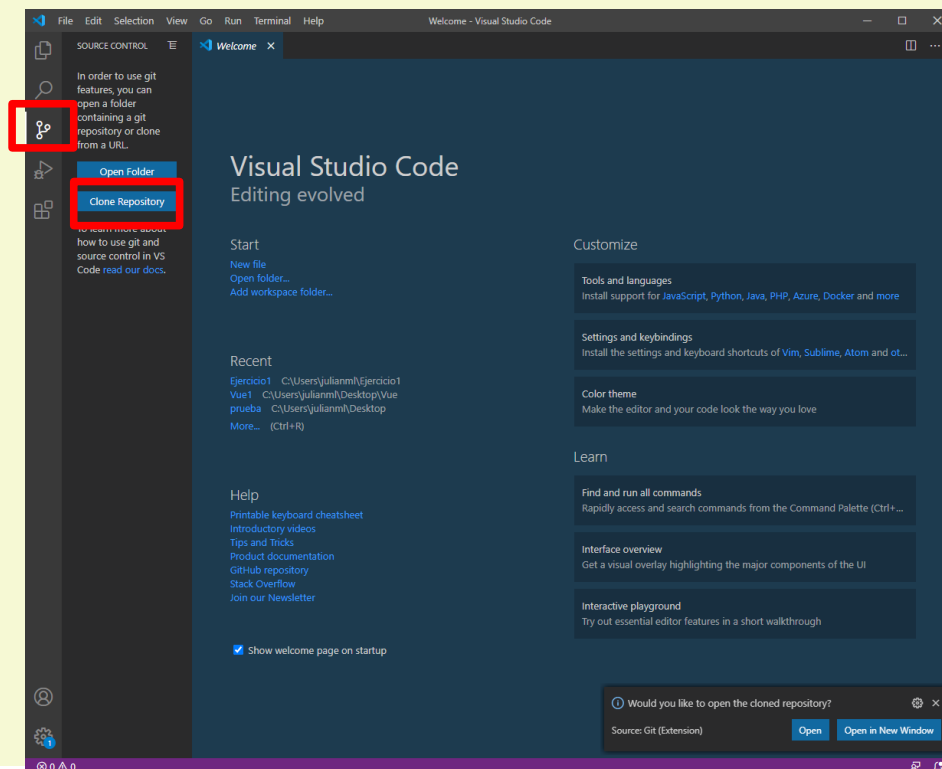 File Edit Selection View Go Run Terminal Help
Welcome - Visual Studio Code
SOURCE CONTROL
Welcome
In order to use git
features, you can
open a folder
containing a git
repository or clone
from a URL.
Open Folder
Clone Repository
To learn more about
how to use git and
source control in VS
Code read our docs.
Visual Studio Code
Editing evolved
Start
New file
Open folder...
Add workspace folder...
Recent
Ejercicio1 C:\Users\julianml\Ejercicio1
Vue1 C:\Users\julianml\Desktop\Vue
prueba C:\Users\julianml\Desktop
More... (Ctrl+R)
Help
Printable keyboard cheatsheet
Introductory videos
Tips and Tricks
Product documentation
GitHub repository
Stack Overflow
Join our Newsletter
Show welcome page on startup
Customize
Tools and languages
Install support for JavaScript, Python, Java, PHP, Azure, Docker and more
Settings and keybindings
Install the settings and keyboard shortcuts of Vim, Sublime, Atom and ot...
Color theme
Make the editor and your code look the way you love
Learn
Find and run all commands
Rapidly access and search commands from the Command Palette (Ctrl+...
Interface overview
Get a visual overlay highlighting the major components of the UI
Interactive playground
Try out essential editor features in a short walkthrough
Would you like to open the cloned repository?
Source: Git (Extension)
Open
Open in New Window
1
0 0